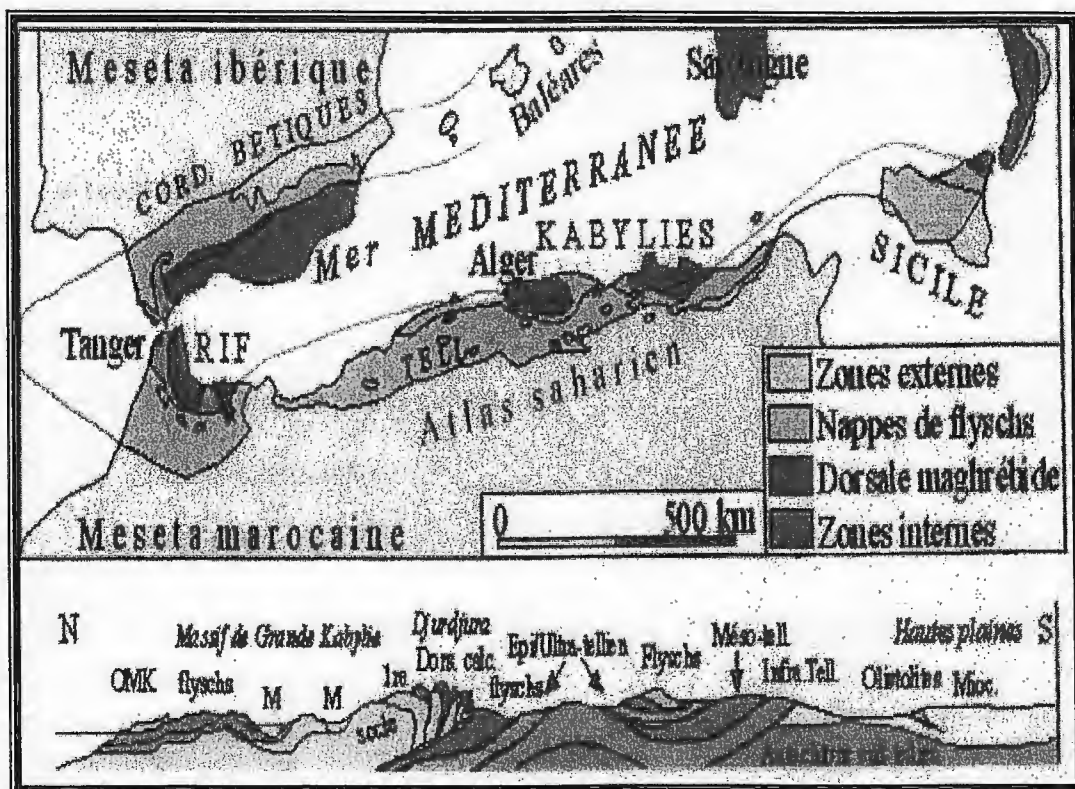 Meseta ibérique
CORD. BETIQUES
Baléares
Mer MEDITERRANEE
KABYLIES
Alger
SICILE
Tanger
RIF
TELL
Atlas saharien
Meseta marocaine
0 500 km
Zones externes
Nappes de flyschs
Dorsale maghrébide
Zones internes
N
S
Massif de Grande Kabylie
Djurdjura
Hautes plaines
OMK
flyschs
M
M
Dors. calc.
flyschs
Epi/Ultra-tellien
Flyschs
Méso-tell.
Infra Tell.
Mioc.
socle